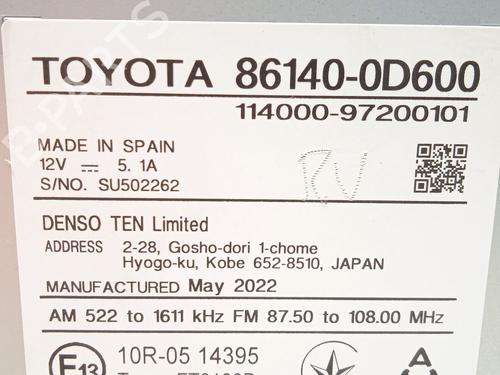 TOYOTA 86140-0D600
114000-97200101
MADE IN SPAIN
12V 5.1A
S/NO. SU502262
R.V
DENSO TEN Limited
ADDRESS 2-28, Gosho-dori 1-chome
Hyogo-ku, Kobe 652-8510, JAPAN
MANUFACTURED May 2022
AM 522 to 1611 kHz FM 87.50 to 108.00 MHz
E13 10R-05 14395